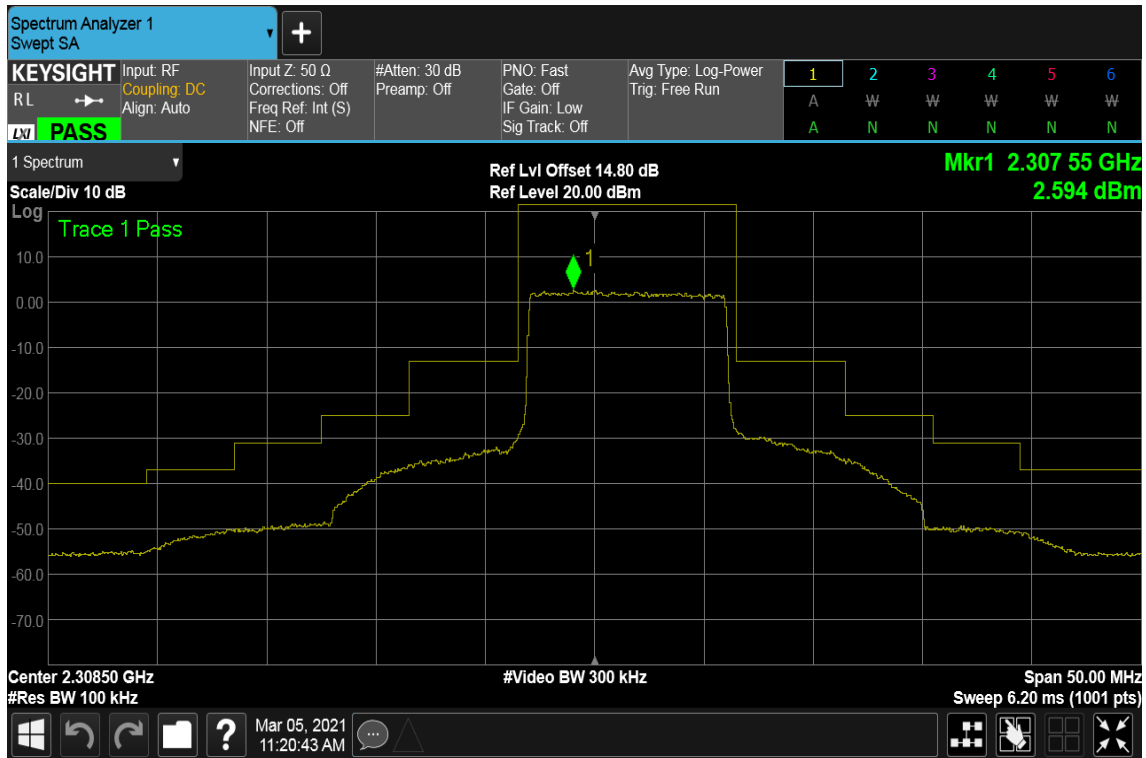 Spectrum Analyzer 1
Swept SA
+
KEYSIGHT
R L
LXI PASS
Input: RF
Coupling: DC
Align: Auto
Input Z: 50 Ω
Corrections: Off
Freq Ref: Int (S)
NFE: Off
#Atten: 30 dB
Preamp: Off
PNO: Fast
Gate: Off
IF Gain: Low
Sig Track: Off
Avg Type: Log-Power
Trig: Free Run
1 2 3 4 5 6
A W W W W W
A N N N N N
1 Spectrum
Scale/Div 10 dB
Ref Lvl Offset 14.80 dB
Ref Level 20.00 dBm
Mkr1 2.307 55 GHz
2.594 dBm
Log
Trace 1 Pass
1
10.0
0.00
-10.0
-20.0
-30.0
-40.0
-50.0
-60.0
-70.0
Center 2.30850 GHz
#Res BW 100 kHz
#Video BW 300 kHz
Span 50.00 MHz
Sweep 6.20 ms (1001 pts)
?
Mar 05, 2021
11:20:43 AM